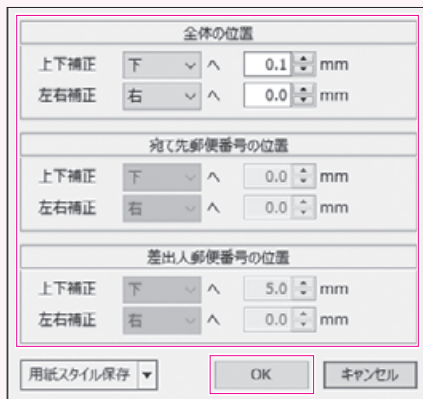 全体の位置
上下補正 下 へ 0.1 mm
左右補正 右 へ 0.0 mm
宛て先郵便番号の位置
上下補正 下 へ 0.0 mm
左右補正 右 へ 0.0 mm
差出人郵便番号の位置
上下補正 下 へ 5.0 mm
左右補正 右 へ 0.0 mm
用紙スタイル保存 OK キャンセル